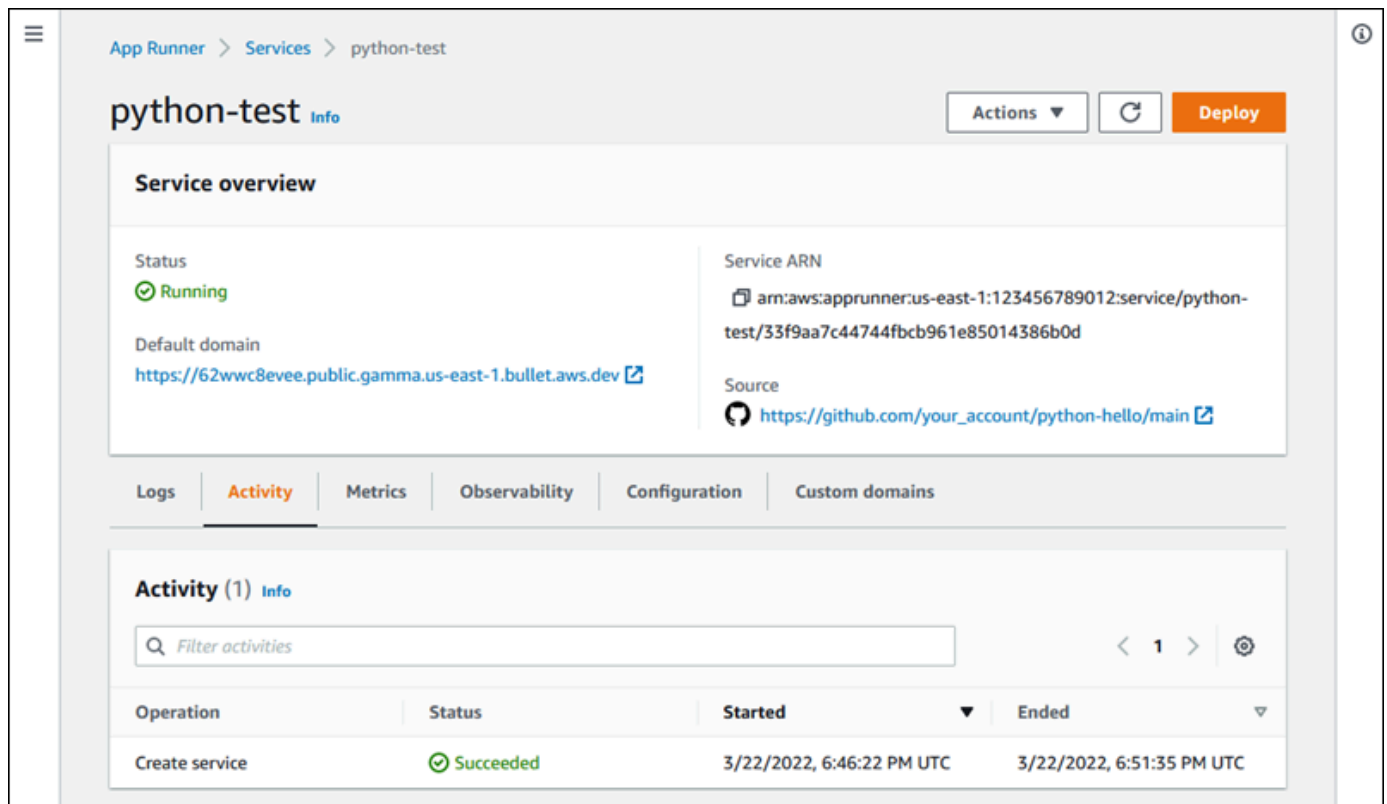 App Runner > Services > python-test
python-test Info
Actions Deploy
Service overview
Status
Running
Default domain
https://62wwc8evee.public.gamma.us-east-1.bullet.aws.dev
Service ARN
arn:aws:apprunner:us-east-1:123456789012:service/python-
test/33f9aa7c44744fbcb961e85014386b0d
Source
https://github.com/your_account/python-hello/main
Logs Activity Metrics Observability Configuration Custom domains
Activity (1) Info
Filter activities
1
Operation Status Started Ended
Create service Succeeded 3/22/2022, 6:46:22 PM UTC 3/22/2022, 6:51:35 PM UTC